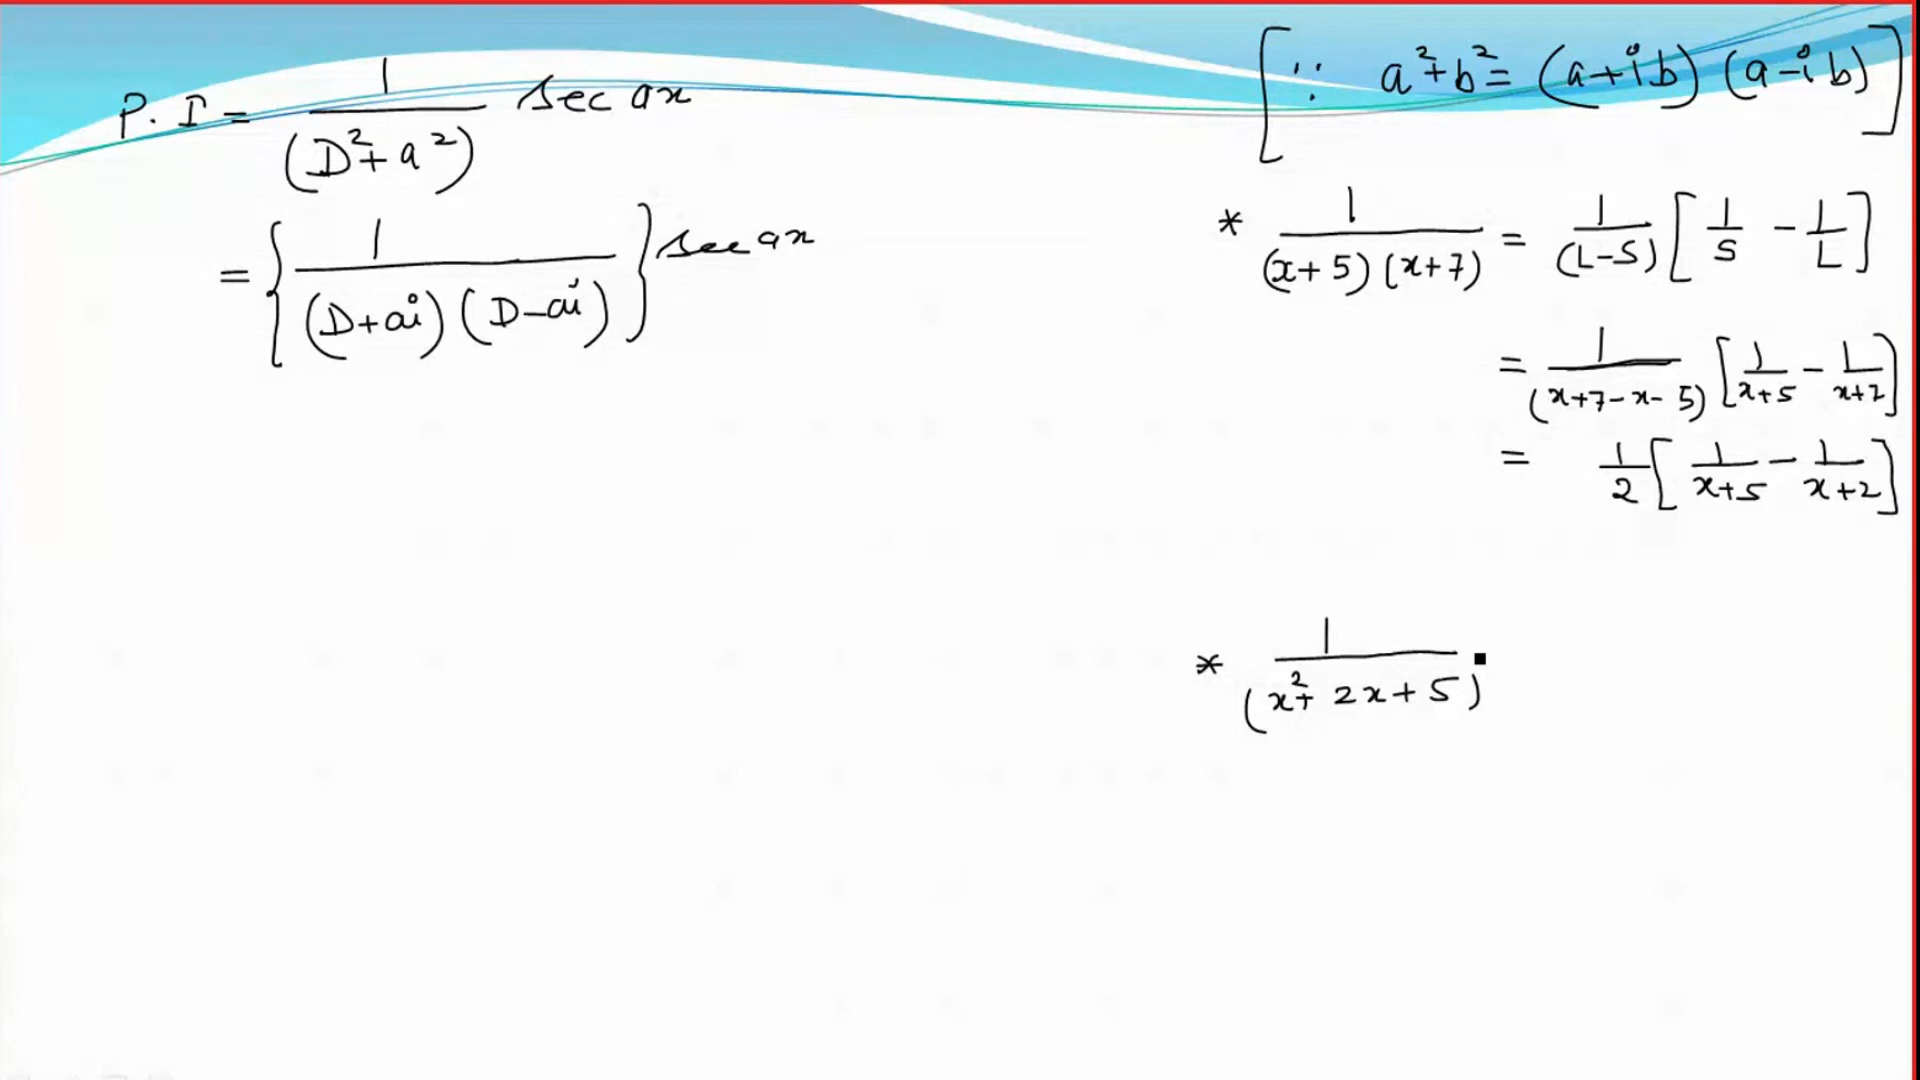 P.I = 1/(D²+a²) sec ax
= {1/((D+ai)(D-ai))} sec ax
[∵ a²+b² = (a+ib)(a-ib)]
* 1/((x+5)(x+7)) = 1/(L-S) [1/S - 1/L]
= 1/(x+7-x-5) [1/(x+5) - 1/(x+7)]
= 1/2 [1/(x+5) - 1/(x+2)]
* 1/(x²+2x+5)